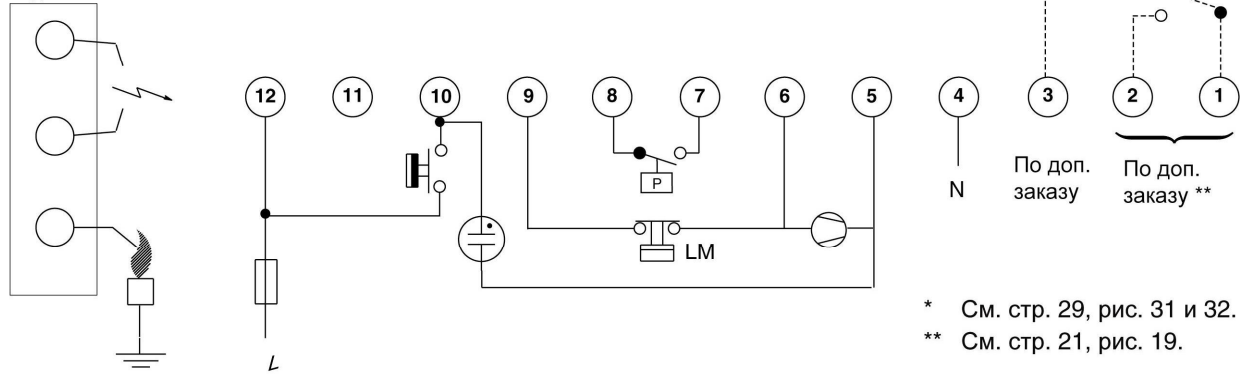 12 11 10 9 8 7 6 5 4 3 2 1
По доп.
заказу
По доп.
заказу **
N
P
LM
L
* См. стр. 29, рис. 31 и 32.
** См. стр. 21, рис. 19.